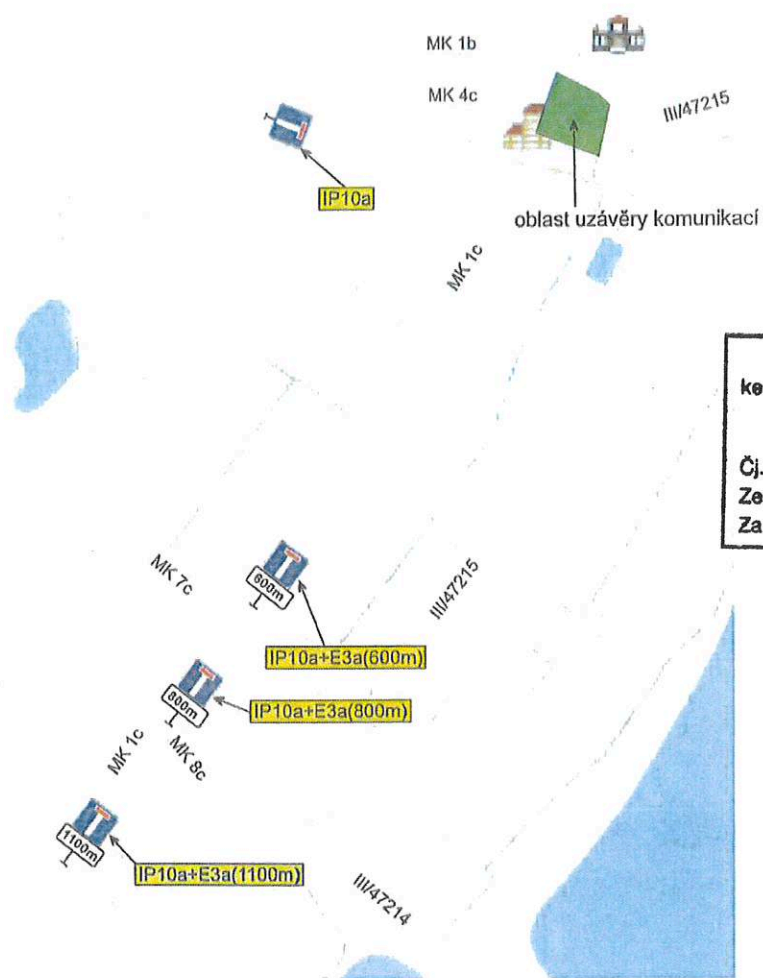 MK 1b
MK 4c
III/47215
IP10a
oblast uzávěry komunikací
MK 1c
ke
Čj.
Ze
Za
MK 7c
600m
III/47215
IP10a+E3a(600m)
800m
IP10a+E3a(800m)
MK 1c
MK 8c
1100m
IP10a+E3a(1100m)
III/47214